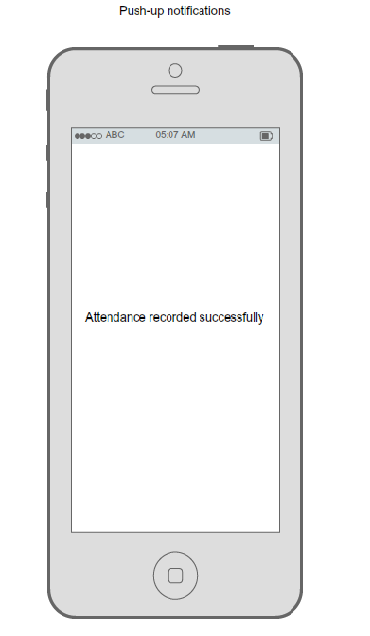 Push-up notifications
ABC 05:07 AM
Attendance recorded successfully